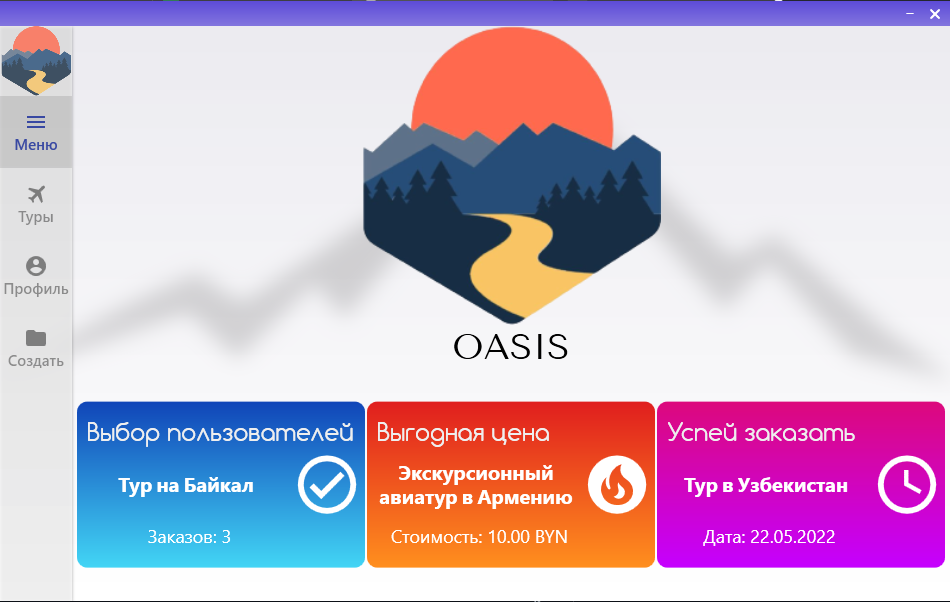 Меню
Туры
Профиль
Создать
OASIS
Выбор пользователей
Тур на Байкал
Заказов: 3
Выгодная цена
Экскурсионный
авиатур в Армению
Стоимость: 10.00 BYN
Успей заказать
Тур в Узбекистан
Дата: 22.05.2022